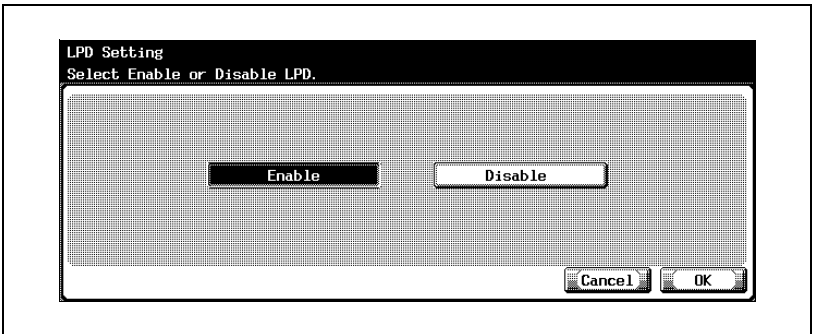 LPD Setting
Select Enable or Disable LPD.
Enable Disable
Cancel OK